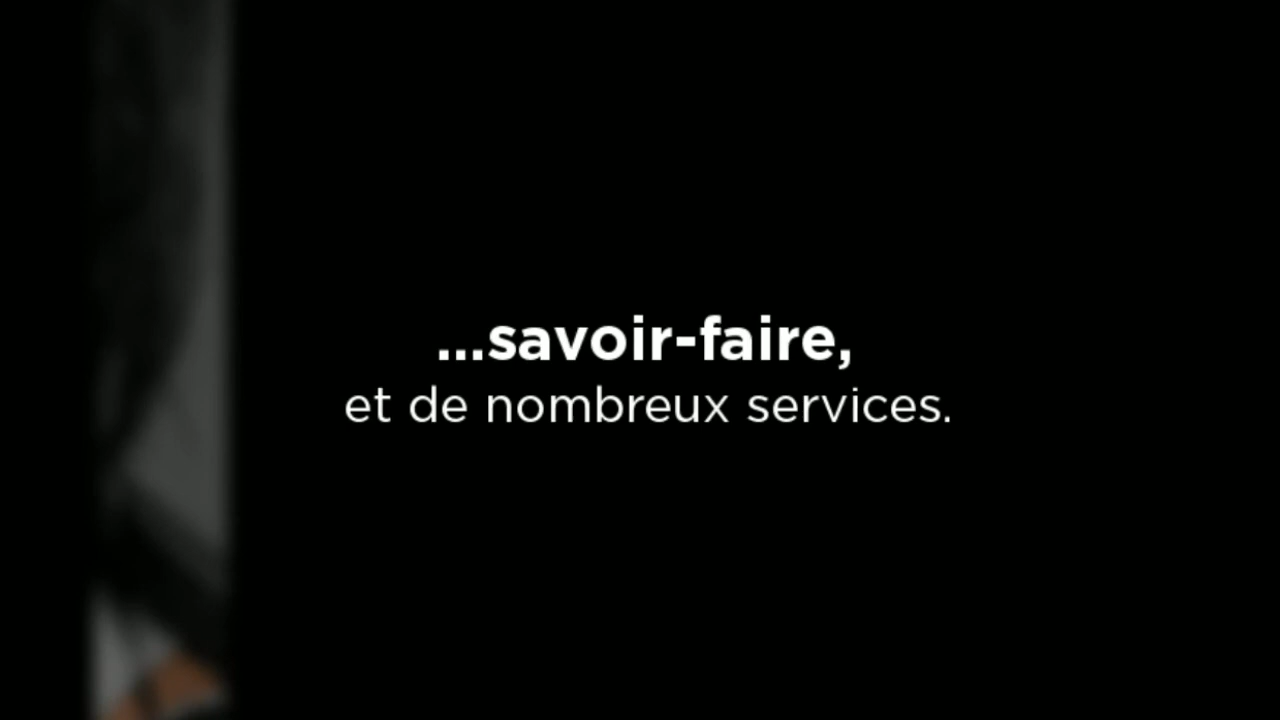 ...savoir-faire,
et de nombreux services.